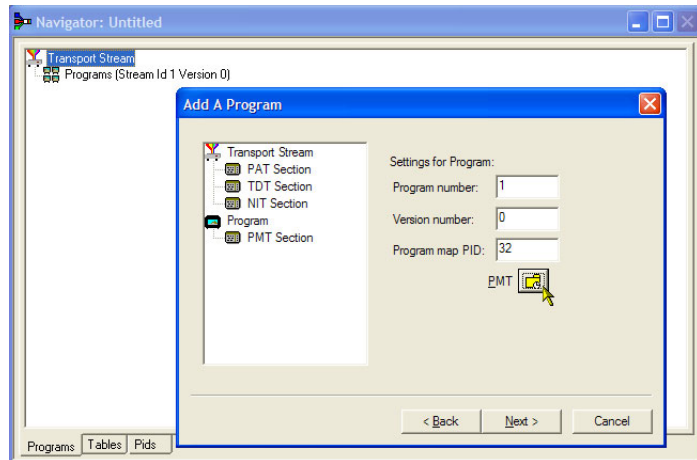 Navigator: Untitled
Transport Stream
Programs (Stream Id 1 Version 0)
Add A Program
Transport Stream
PAT Section
TDT Section
NIT Section
Program
PMT Section
Settings for Program:
Program number: 1
Version number: 0
Program map PID: 32
PMT
< Back Next > Cancel
Programs Tables Pids